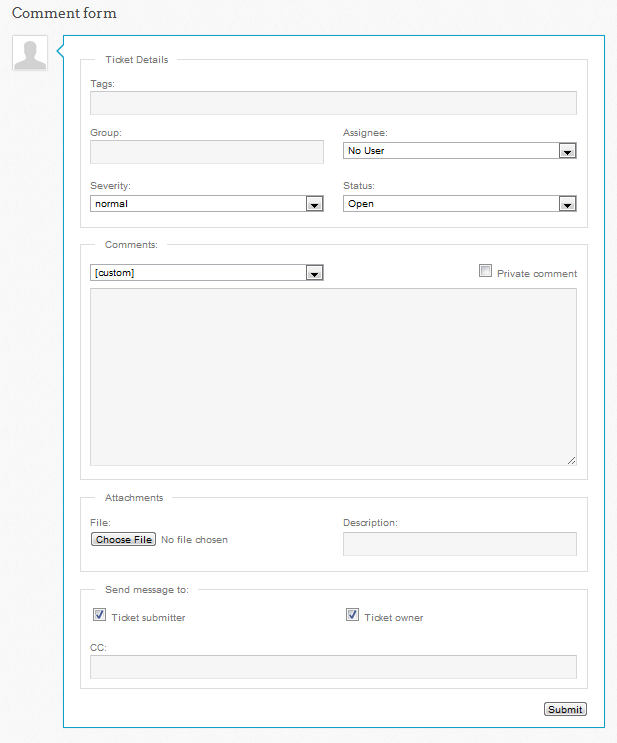 Comment form
Ticket Details
Tags:
Group: Assignee:
No User
Severity: Status:
normal Open
Comments:
[custom] Private comment
Attachments
File: Description:
Choose File No file chosen
Send message to:
Ticket submitter Ticket owner
CC:
Submit